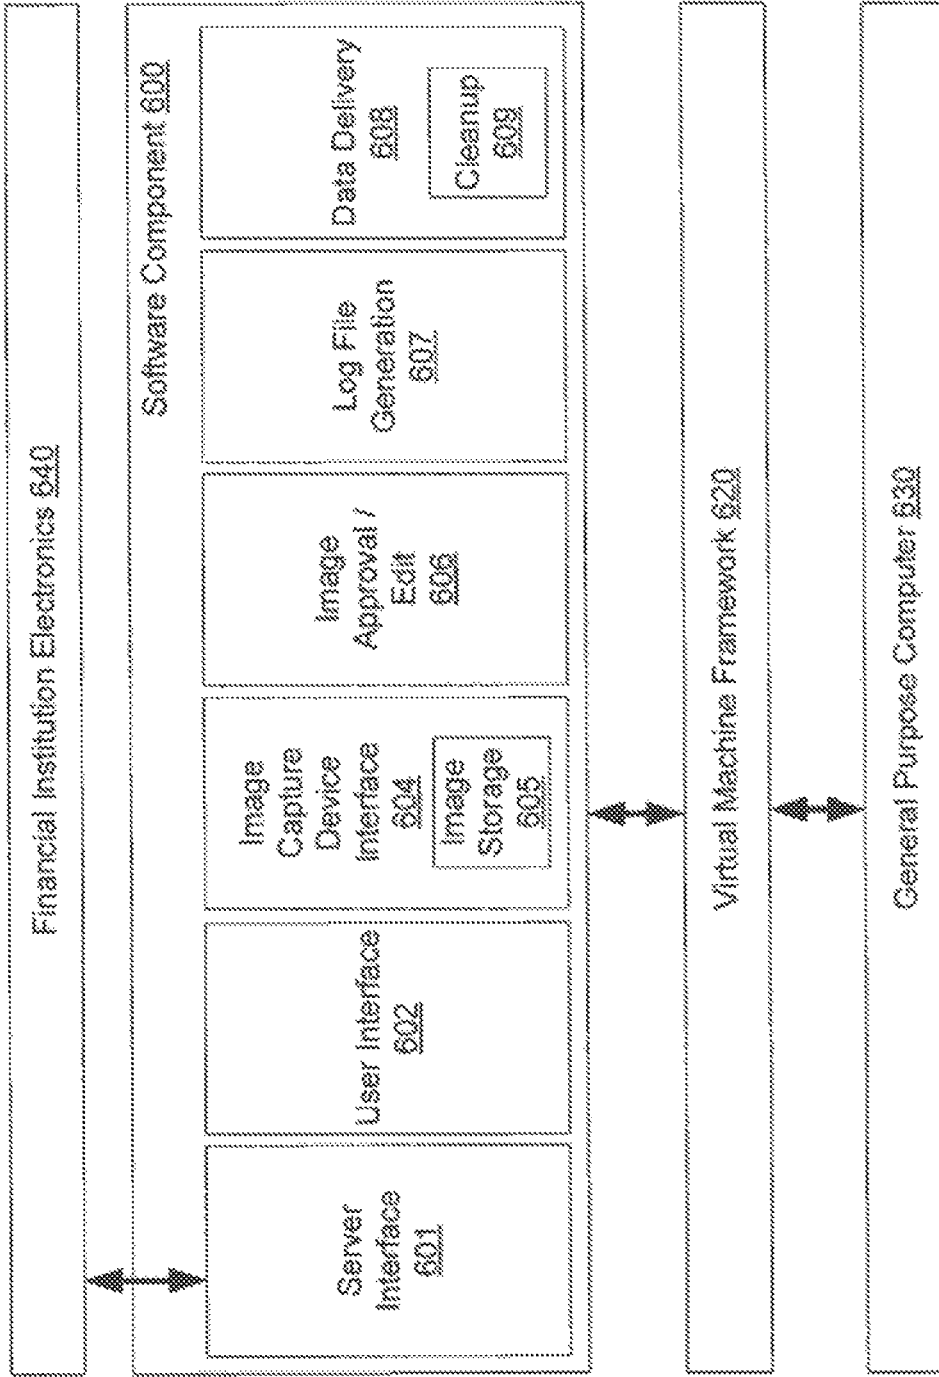 Financial Institution Electronics 640
Software Component 600
Server
Interface
601
User Interface
602
Image
Capture
Device
Interface
604
Image
Storage
605
Image
Approval /
Edit
606
Log File
Generation
607
Data Delivery
608
Cleanup
609
Virtual Machine Framework 620
General Purpose Computer 630